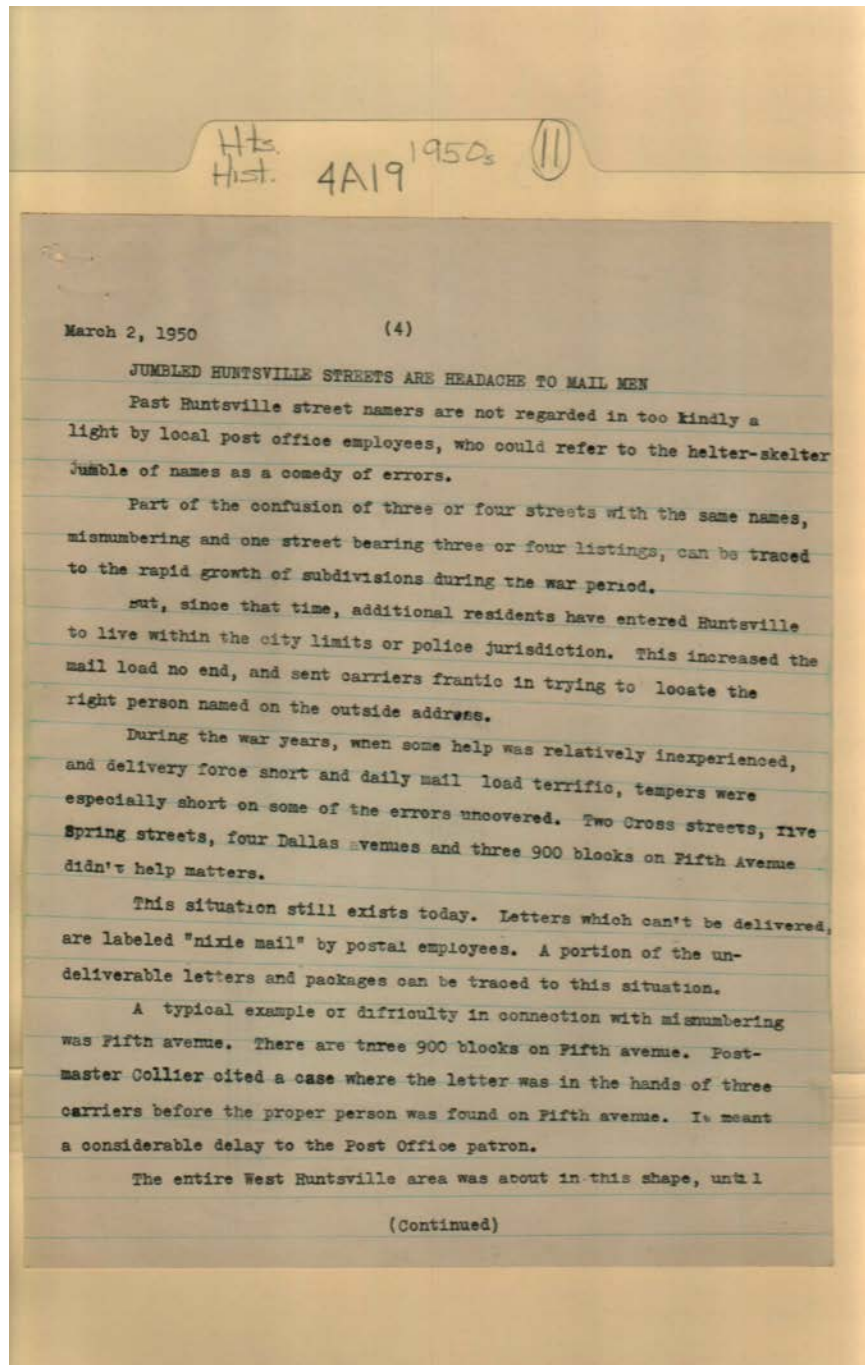 Hts. 1950s 11
Hist. 4A19
March 2, 1950 (4)
JUMBLED HUNTSVILLE STREETS ARE HEADACHE TO MAIL MEN
Past Huntsville street namers are not regarded in too kindly a
light by local post office employees, who could refer to the helter-skelter
jumble of names as a comedy of errors.
Part of the confusion of three or four streets with the same names,
misnumbering and one street bearing three or four listings, can be traced
to the rapid growth of subdivisions during the war period.
But, since that time, additional residents have entered Huntsville
to live within the city limits or police jurisdiction. This increased the
mail load no end, and sent carriers frantic in trying to locate the
right person named on the outside address.
During the war years, when some help was relatively inexperienced,
and delivery force short and daily mail load terrific, tempers were
especially short on some of the errors uncovered. Two Cross streets, five
Spring streets, four Dallas avenues and three 900 blocks on Fifth Avenue
didn't help matters.
This situation still exists today. Letters which can't be delivered,
are labeled "nixie mail" by postal employees. A portion of the un-
deliverable letters and packages can be traced to this situation.
A typical example of difficulty in connection with misnumbering
was Fifth avenue. There are three 900 blocks on Fifth avenue. Post-
master Collier cited a case where the letter was in the hands of three
carriers before the proper person was found on Fifth avenue. It meant
a considerable delay to the Post Office patron.
The entire West Huntsville area was about in this shape, until
(Continued)